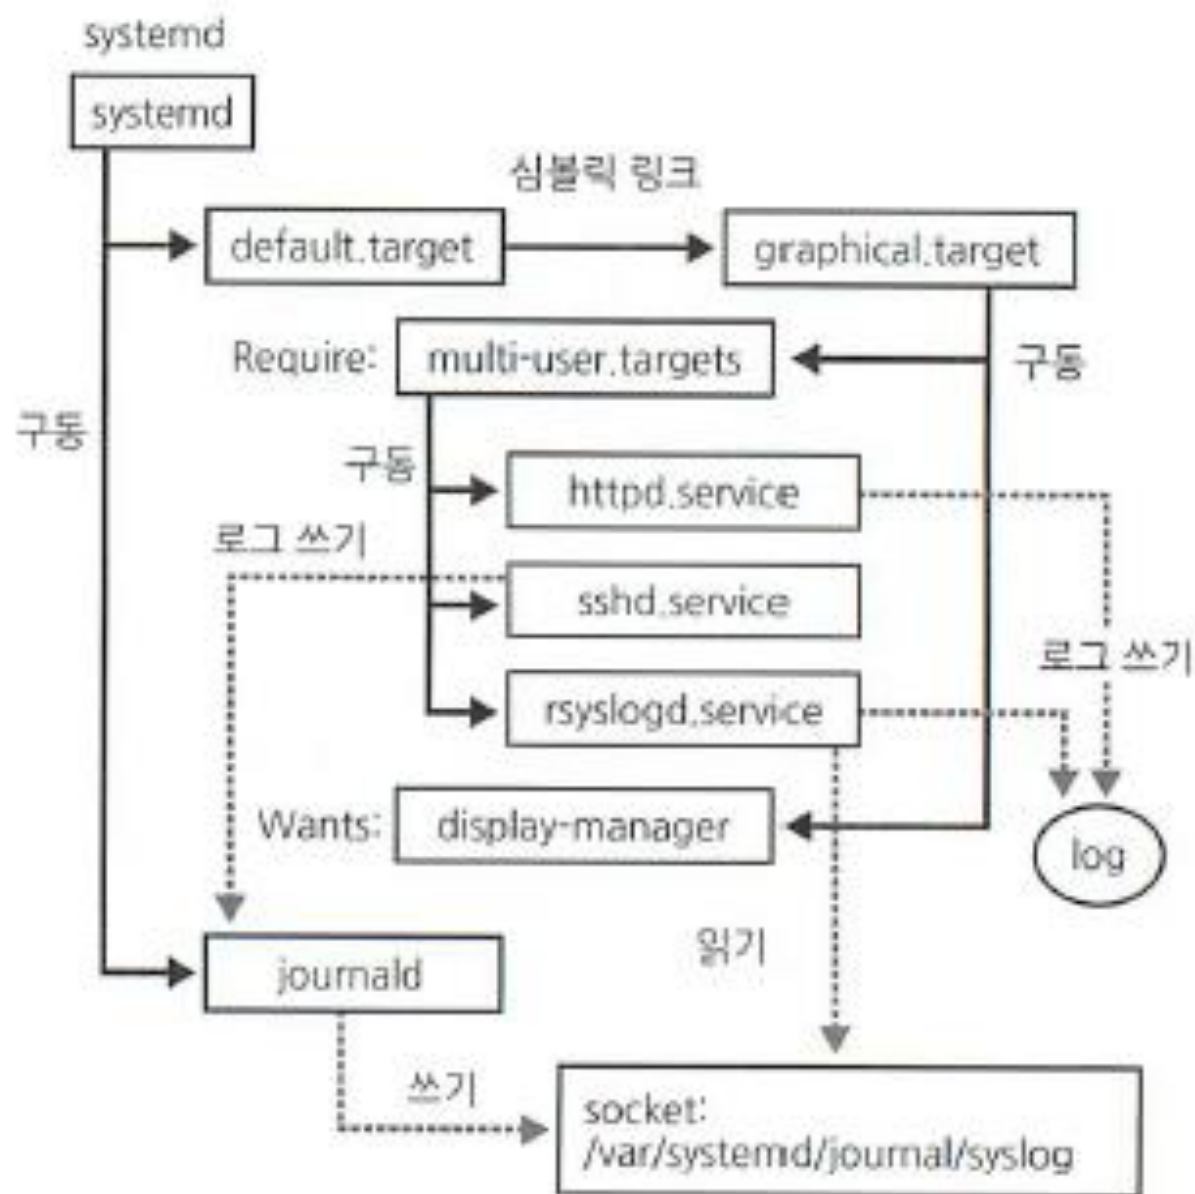 systemd
systemd
심볼릭 링크
default.target
graphical.target
Require:
multi-user.targets
구동
구동
구동
httpd.service
로그 쓰기
sshd.service
로그 쓰기
rsyslogd.service
Wants:
display-manager
log
읽기
journald
쓰기
socket:
/var/systemd/journal/syslog